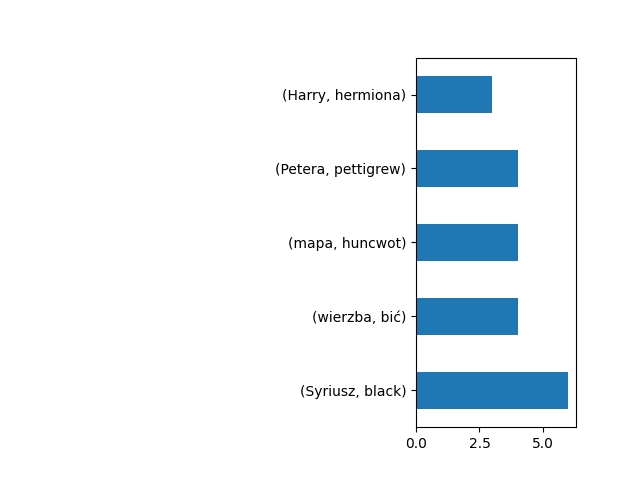 (Harry, hermiona)
(Petera, pettigrew)
(mapa, huncwot)
(wierzba, bić)
(Syriusz, black)
0.0 2.5 5.0